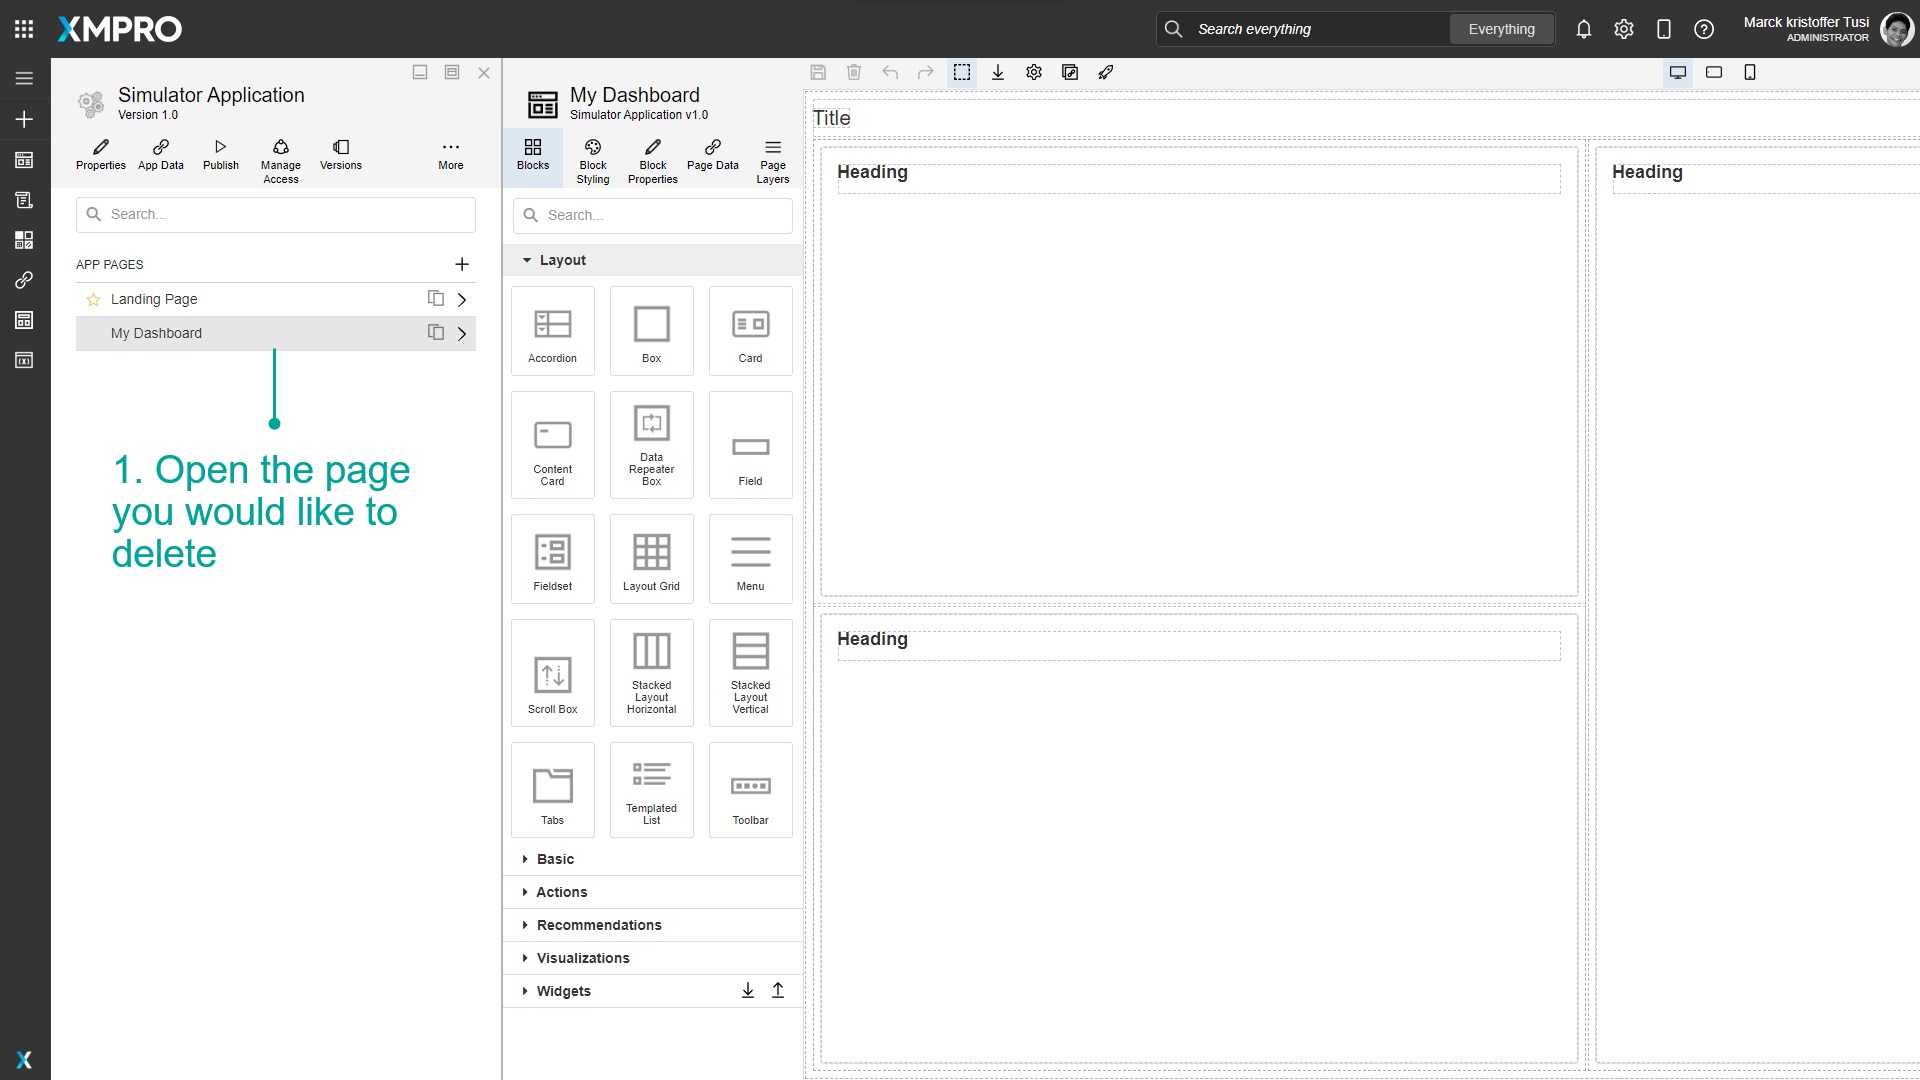 XMPRO
Search everything
Everything
Marck kristoffer Tusi
ADMINISTRATOR
Simulator Application
Version 1.0
Properties
App Data
Publish
Manage
Access
Versions
More
Search...
APP PAGES
Landing Page
My Dashboard
1. Open the page
you would like to
delete
My Dashboard
Simulator Application v1.0
Blocks
Block
Styling
Block
Properties
Page Data
Page
Layers
Search...
Layout
Accordion
Box
Card
Content
Card
Data
Repeater
Box
Field
Fieldset
Layout Grid
Menu
Scroll Box
Stacked
Layout
Horizontal
Stacked
Layout
Vertical
Tabs
Templated
List
Toolbar
Basic
Actions
Recommendations
Visualizations
Widgets
Title
Heading
Heading
Heading